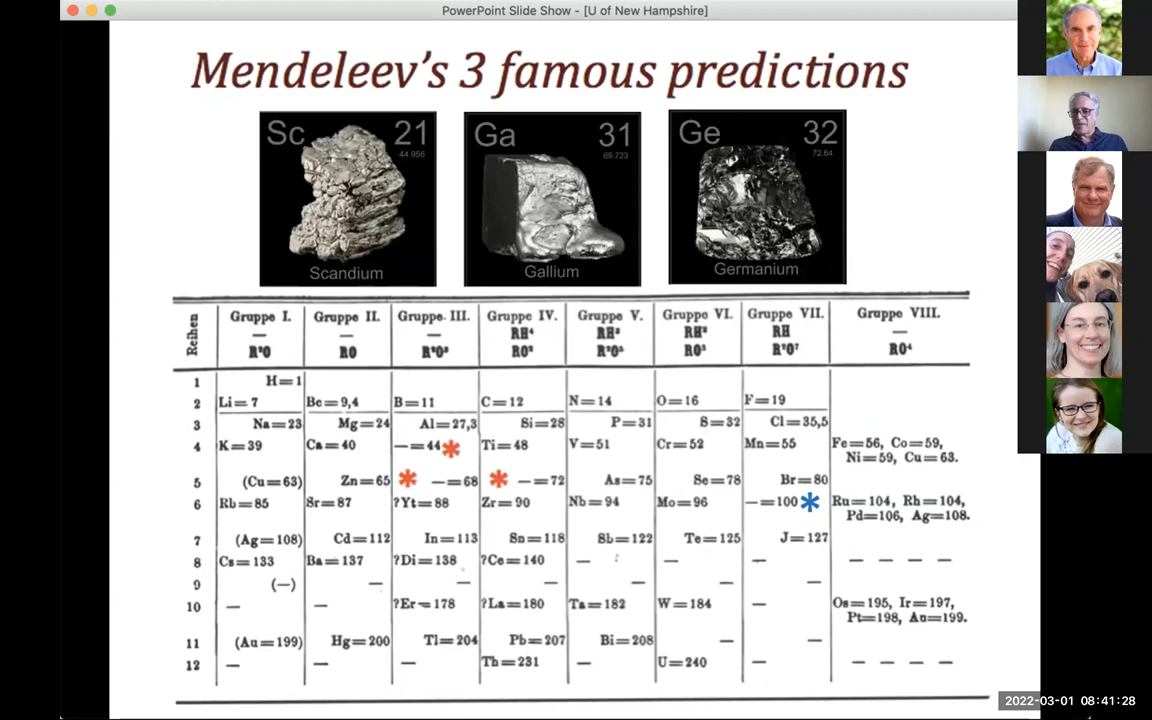 PowerPoint Slide Show - [U of New Hampshire]
Mendeleev's 3 famous predictions
Sc 21
44.956
Scandium
Ga 31
69.723
Gallium
Ge 32
72.64
Germanium
Reihen Gruppe I. Gruppe II. Gruppe III. Gruppe IV. Gruppe V. Gruppe VI. Gruppe VII. Gruppe VIII.
— — — RH⁴ RH³ RH² RH —
R²O RO R²O³ RO² R²O⁵ RO³ R²O⁷ RO⁴
1 H=1
2 Li=7 Be=9,4 B=11 C=12 N=14 O=16 F=19
3 Na=23 Mg=24 Al=27,3 Si=28 P=31 S=32 Cl=35,5
4 K=39 Ca=40 —=44* Ti=48 V=51 Cr=52 Mn=55 Fe=56, Co=59,
Ni=59, Cu=63.
5 (Cu=63) Zn=65 * —=68 * —=72 As=75 Se=78 Br=80
6 Rb=85 Sr=87 ?Yt=88 Zr=90 Nb=94 Mo=96 —=100 * Ru=104, Rh=104,
Pd=106, Ag=108.
7 (Ag=108) Cd=112 In=113 Sn=118 Sb=122 Te=125 J=127
8 Cs=133 Ba=137 ?Di=138 ?Ce=140 — — — — — — —
9 (—) — — — — — —
10 — — ?Er=178 ?La=180 Ta=182 W=184 — Os=195, Ir=197,
Pt=198, Au=199.
11 (Au=199) Hg=200 Tl=204 Pb=207 Bi=208 — —
12 — — — Th=231 — U=240 — — — — —
2022-03-01 08:41:28